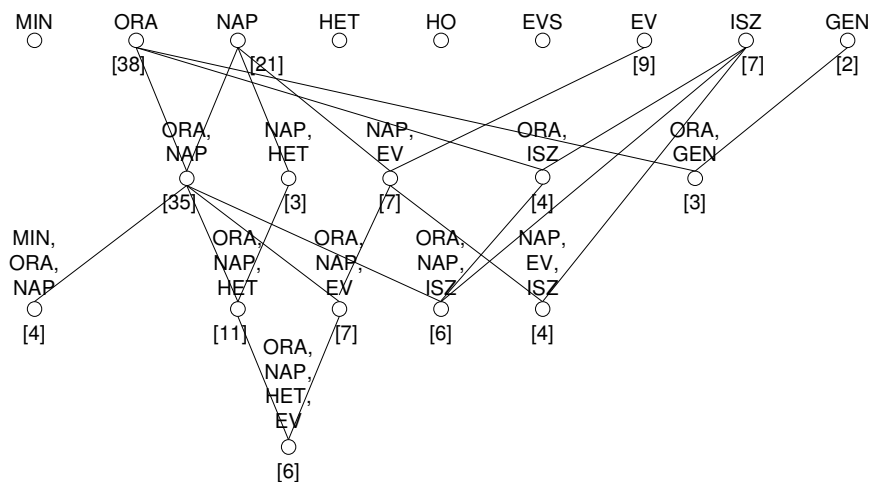 MIN ORA NAP HET HO EVS EV ISZ GEN
[38] [21] [9] [7] [2]
ORA, NAP, NAP, ORA, ORA,
NAP HET EV ISZ GEN
[35] [3] [7] [4] [3]
MIN, ORA, ORA, ORA, NAP,
ORA, NAP, NAP, NAP, EV,
NAP HET EV ISZ ISZ
[4] [11] [7] [6] [4]
ORA,
NAP,
HET,
EV
[6]